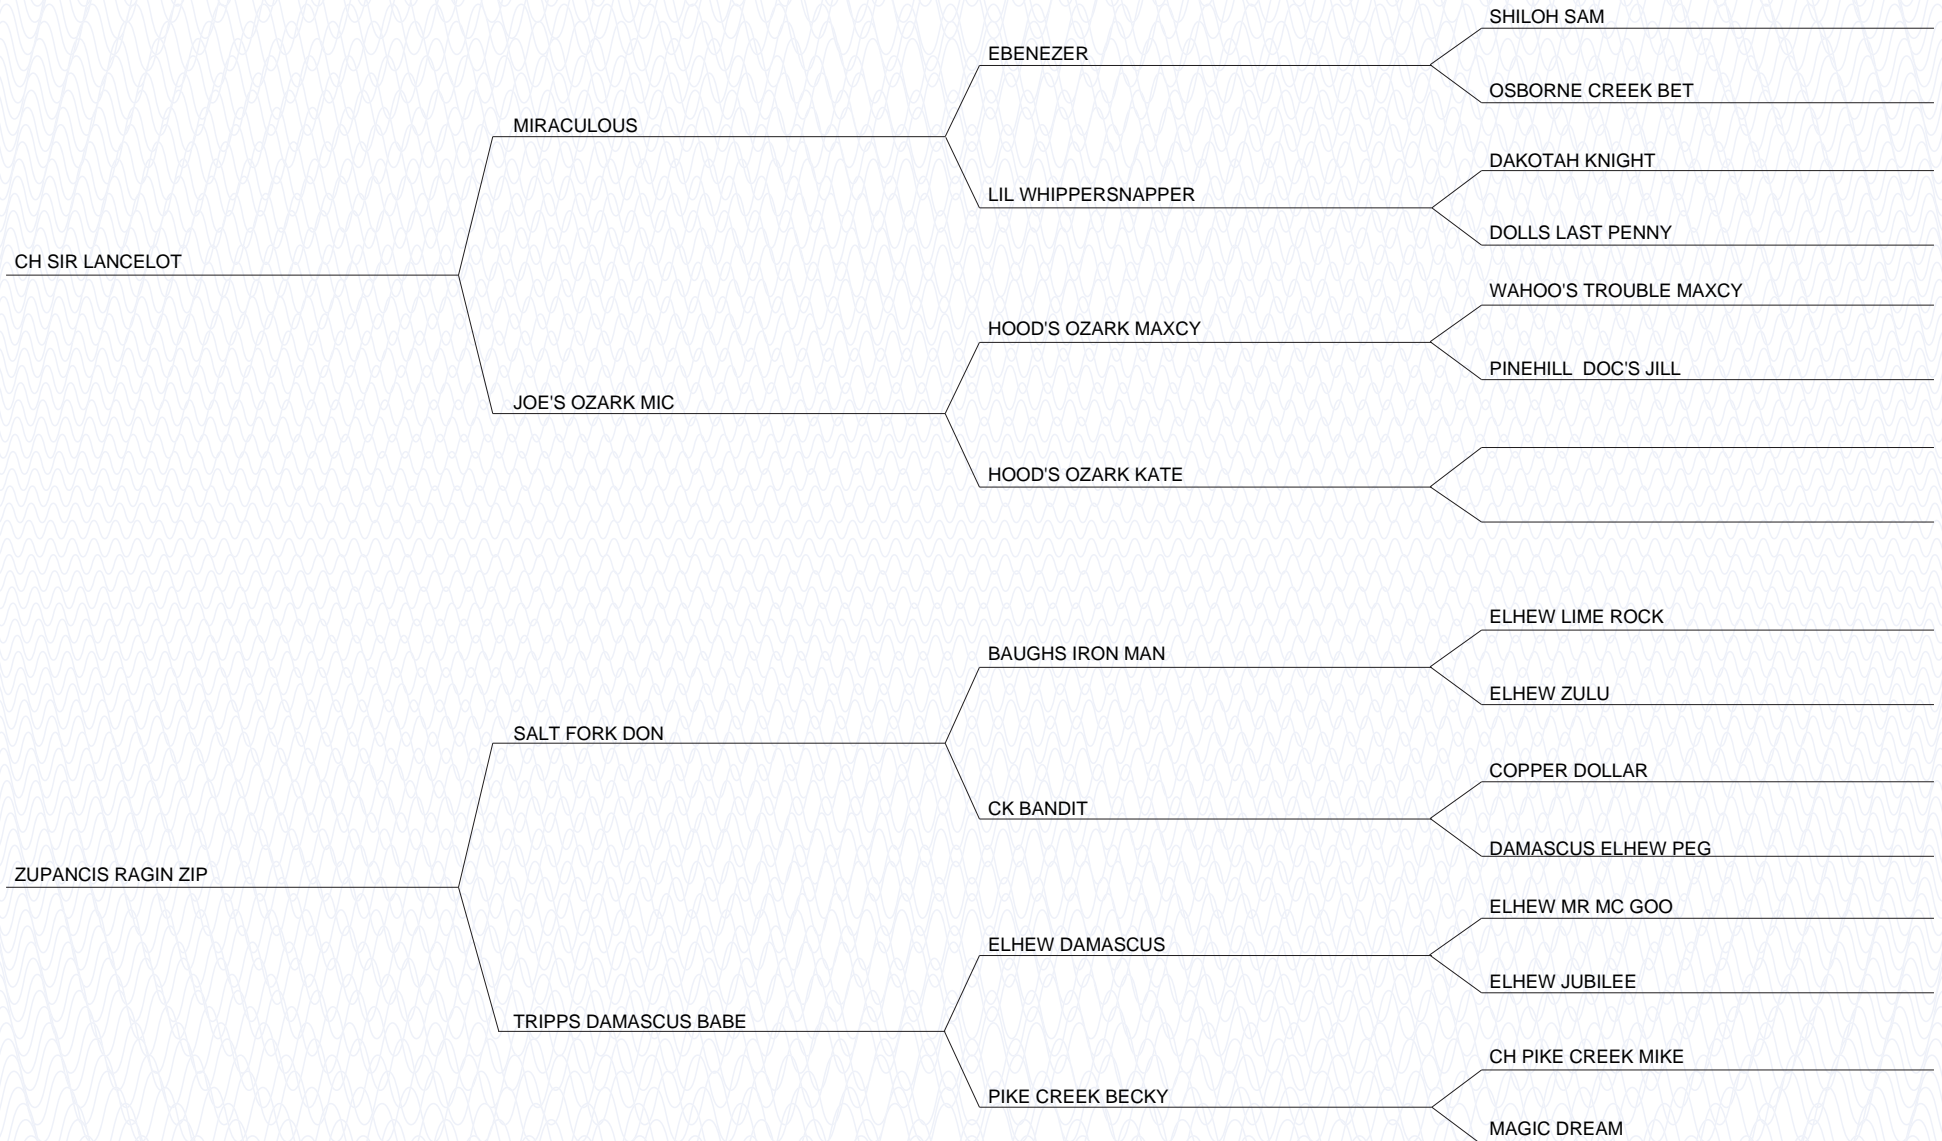 SHILOH SAM
EBENEZER
OSBORNE CREEK BET
MIRACULOUS
DAKOTAH KNIGHT
LIL WHIPPERSNAPPER
DOLLS LAST PENNY
CH SIR LANCELOT
WAHOO'S TROUBLE MAXCY
HOOD'S OZARK MAXCY
PINEHILL  DOC'S JILL
JOE'S OZARK MIC
HOOD'S OZARK KATE
ELHEW LIME ROCK
BAUGHS IRON MAN
ELHEW ZULU
SALT FORK DON
COPPER DOLLAR
CK BANDIT
DAMASCUS ELHEW PEG
ZUPANCIS RAGIN ZIP
ELHEW MR MC GOO
ELHEW DAMASCUS
ELHEW JUBILEE
TRIPPS DAMASCUS BABE
CH PIKE CREEK MIKE
PIKE CREEK BECKY
MAGIC DREAM